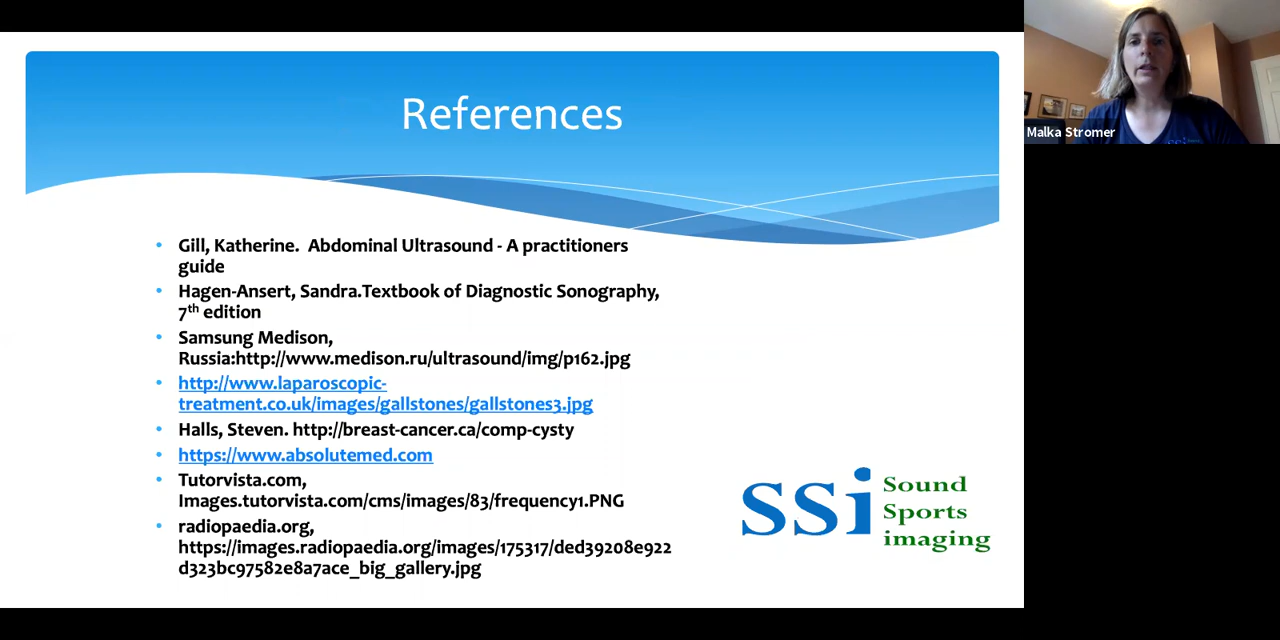 References
Malka Stromer
• Gill, Katherine.  Abdominal Ultrasound - A practitioners
guide
• Hagen-Ansert, Sandra.Textbook of Diagnostic Sonography,
7th edition
• Samsung Medison,
Russia:http://www.medison.ru/ultrasound/img/p162.jpg
• http://www.laparoscopic-
treatment.co.uk/images/gallstones/gallstones3.jpg
• Halls, Steven. http://breast-cancer.ca/comp-cysty
• https://www.absolutemed.com
• Tutorvista.com,
Images.tutorvista.com/cms/images/83/frequency1.PNG
• radiopaedia.org,
https://images.radiopaedia.org/images/175317/ded39208e922
d323bc97582e8a7ace_big_gallery.jpg
ssi Sound
Sports
imaging